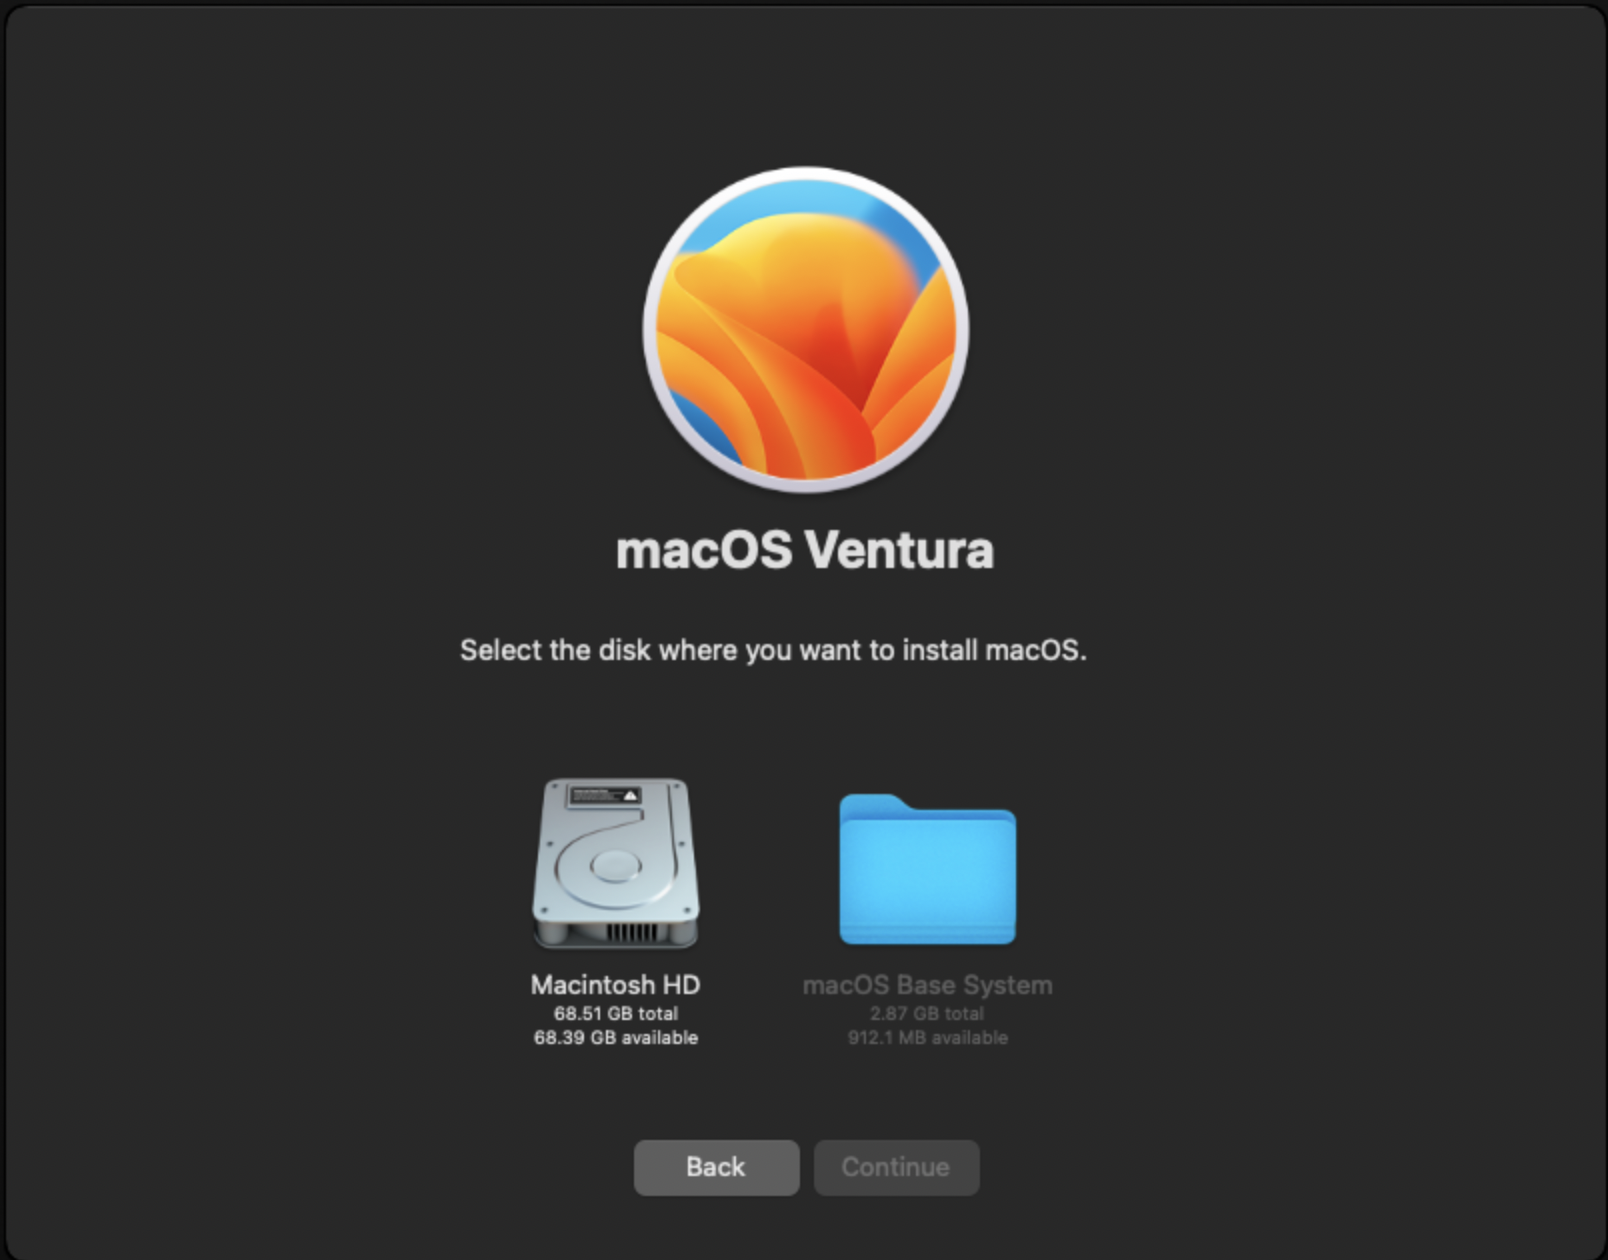 macOS Ventura
Select the disk where you want to install macOS.
Macintosh HD
68.51 GB total
68.39 GB available
macOS Base System
2.87 GB total
912.1 MB available
Back
Continue